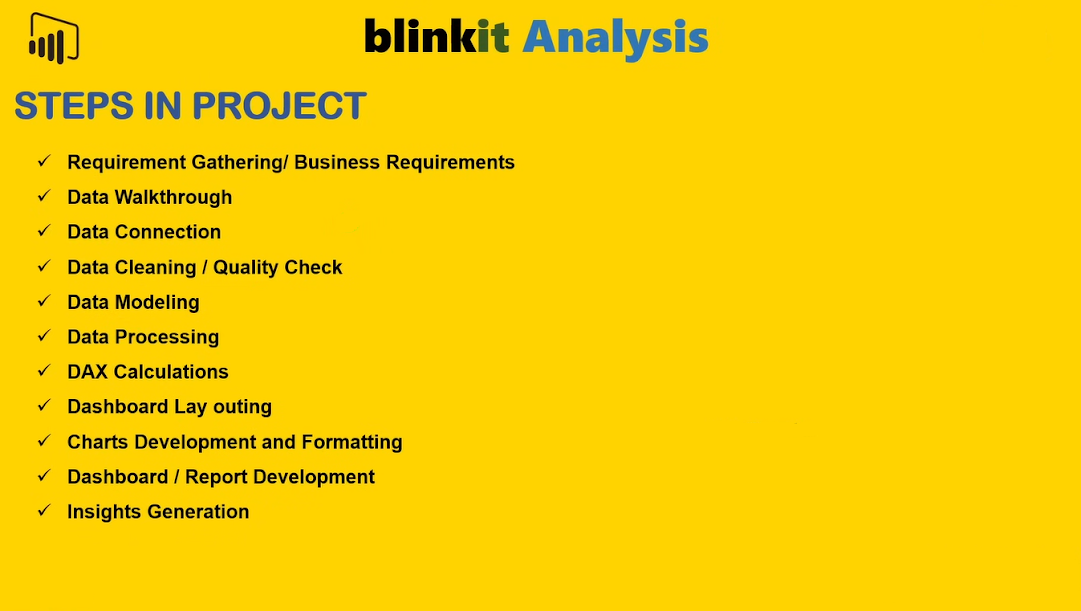 blinkit Analysis
STEPS IN PROJECT
✓ Requirement Gathering/ Business Requirements
✓ Data Walkthrough
✓ Data Connection
✓ Data Cleaning / Quality Check
✓ Data Modeling
✓ Data Processing
✓ DAX Calculations
✓ Dashboard Lay outing
✓ Charts Development and Formatting
✓ Dashboard / Report Development
✓ Insights Generation